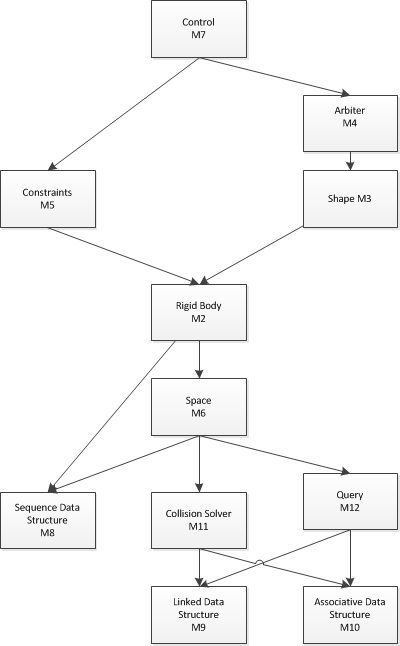 Control
M7
Arbiter
M4
Constraints
M5
Shape M3
Rigid Body
M2
Space
M6
Sequence Data
Structure
M8
Collision Solver
M11
Query
M12
Linked Data
Structure
M9
Associative Data
Structure
M10